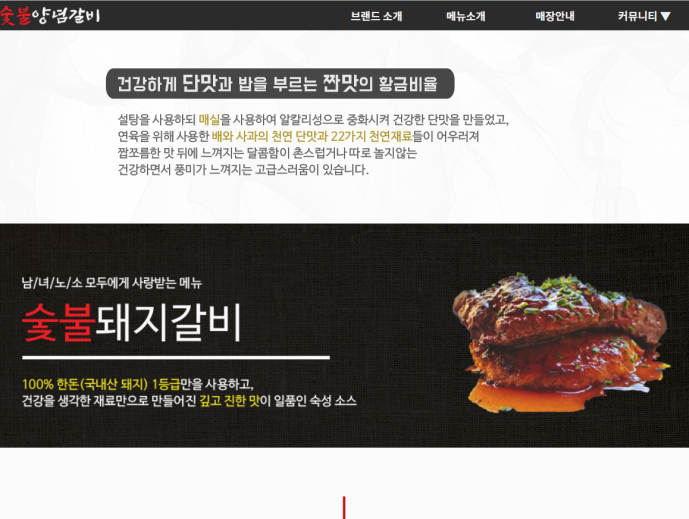 숯불양념갈비
브랜드 소개 메뉴소개 매장안내 커뮤니티 ▼
건강하게 단맛과 밥을 부르는 짠맛의 황금비율
설탕을 사용하되 매실을 사용하여 알칼리성으로 중화시켜 건강한 단맛을 만들었고,
연육을 위해 사용한 배와 사과의 천연 단맛과 22가지 천연재료들이 어우러져
짭쪼름한 맛 뒤에 느껴지는 달콤함이 촌스럽거나 따로 놀지않는
건강하면서 풍미가 느껴지는 고급스러움이 있습니다.
남/녀/노/소 모두에게 사랑받는 메뉴
숯불돼지갈비
100% 한돈(국내산 돼지) 1등급만을 사용하고,
건강을 생각한 재료만으로 만들어진 깊고 진한 맛이 일품인 숙성 소스